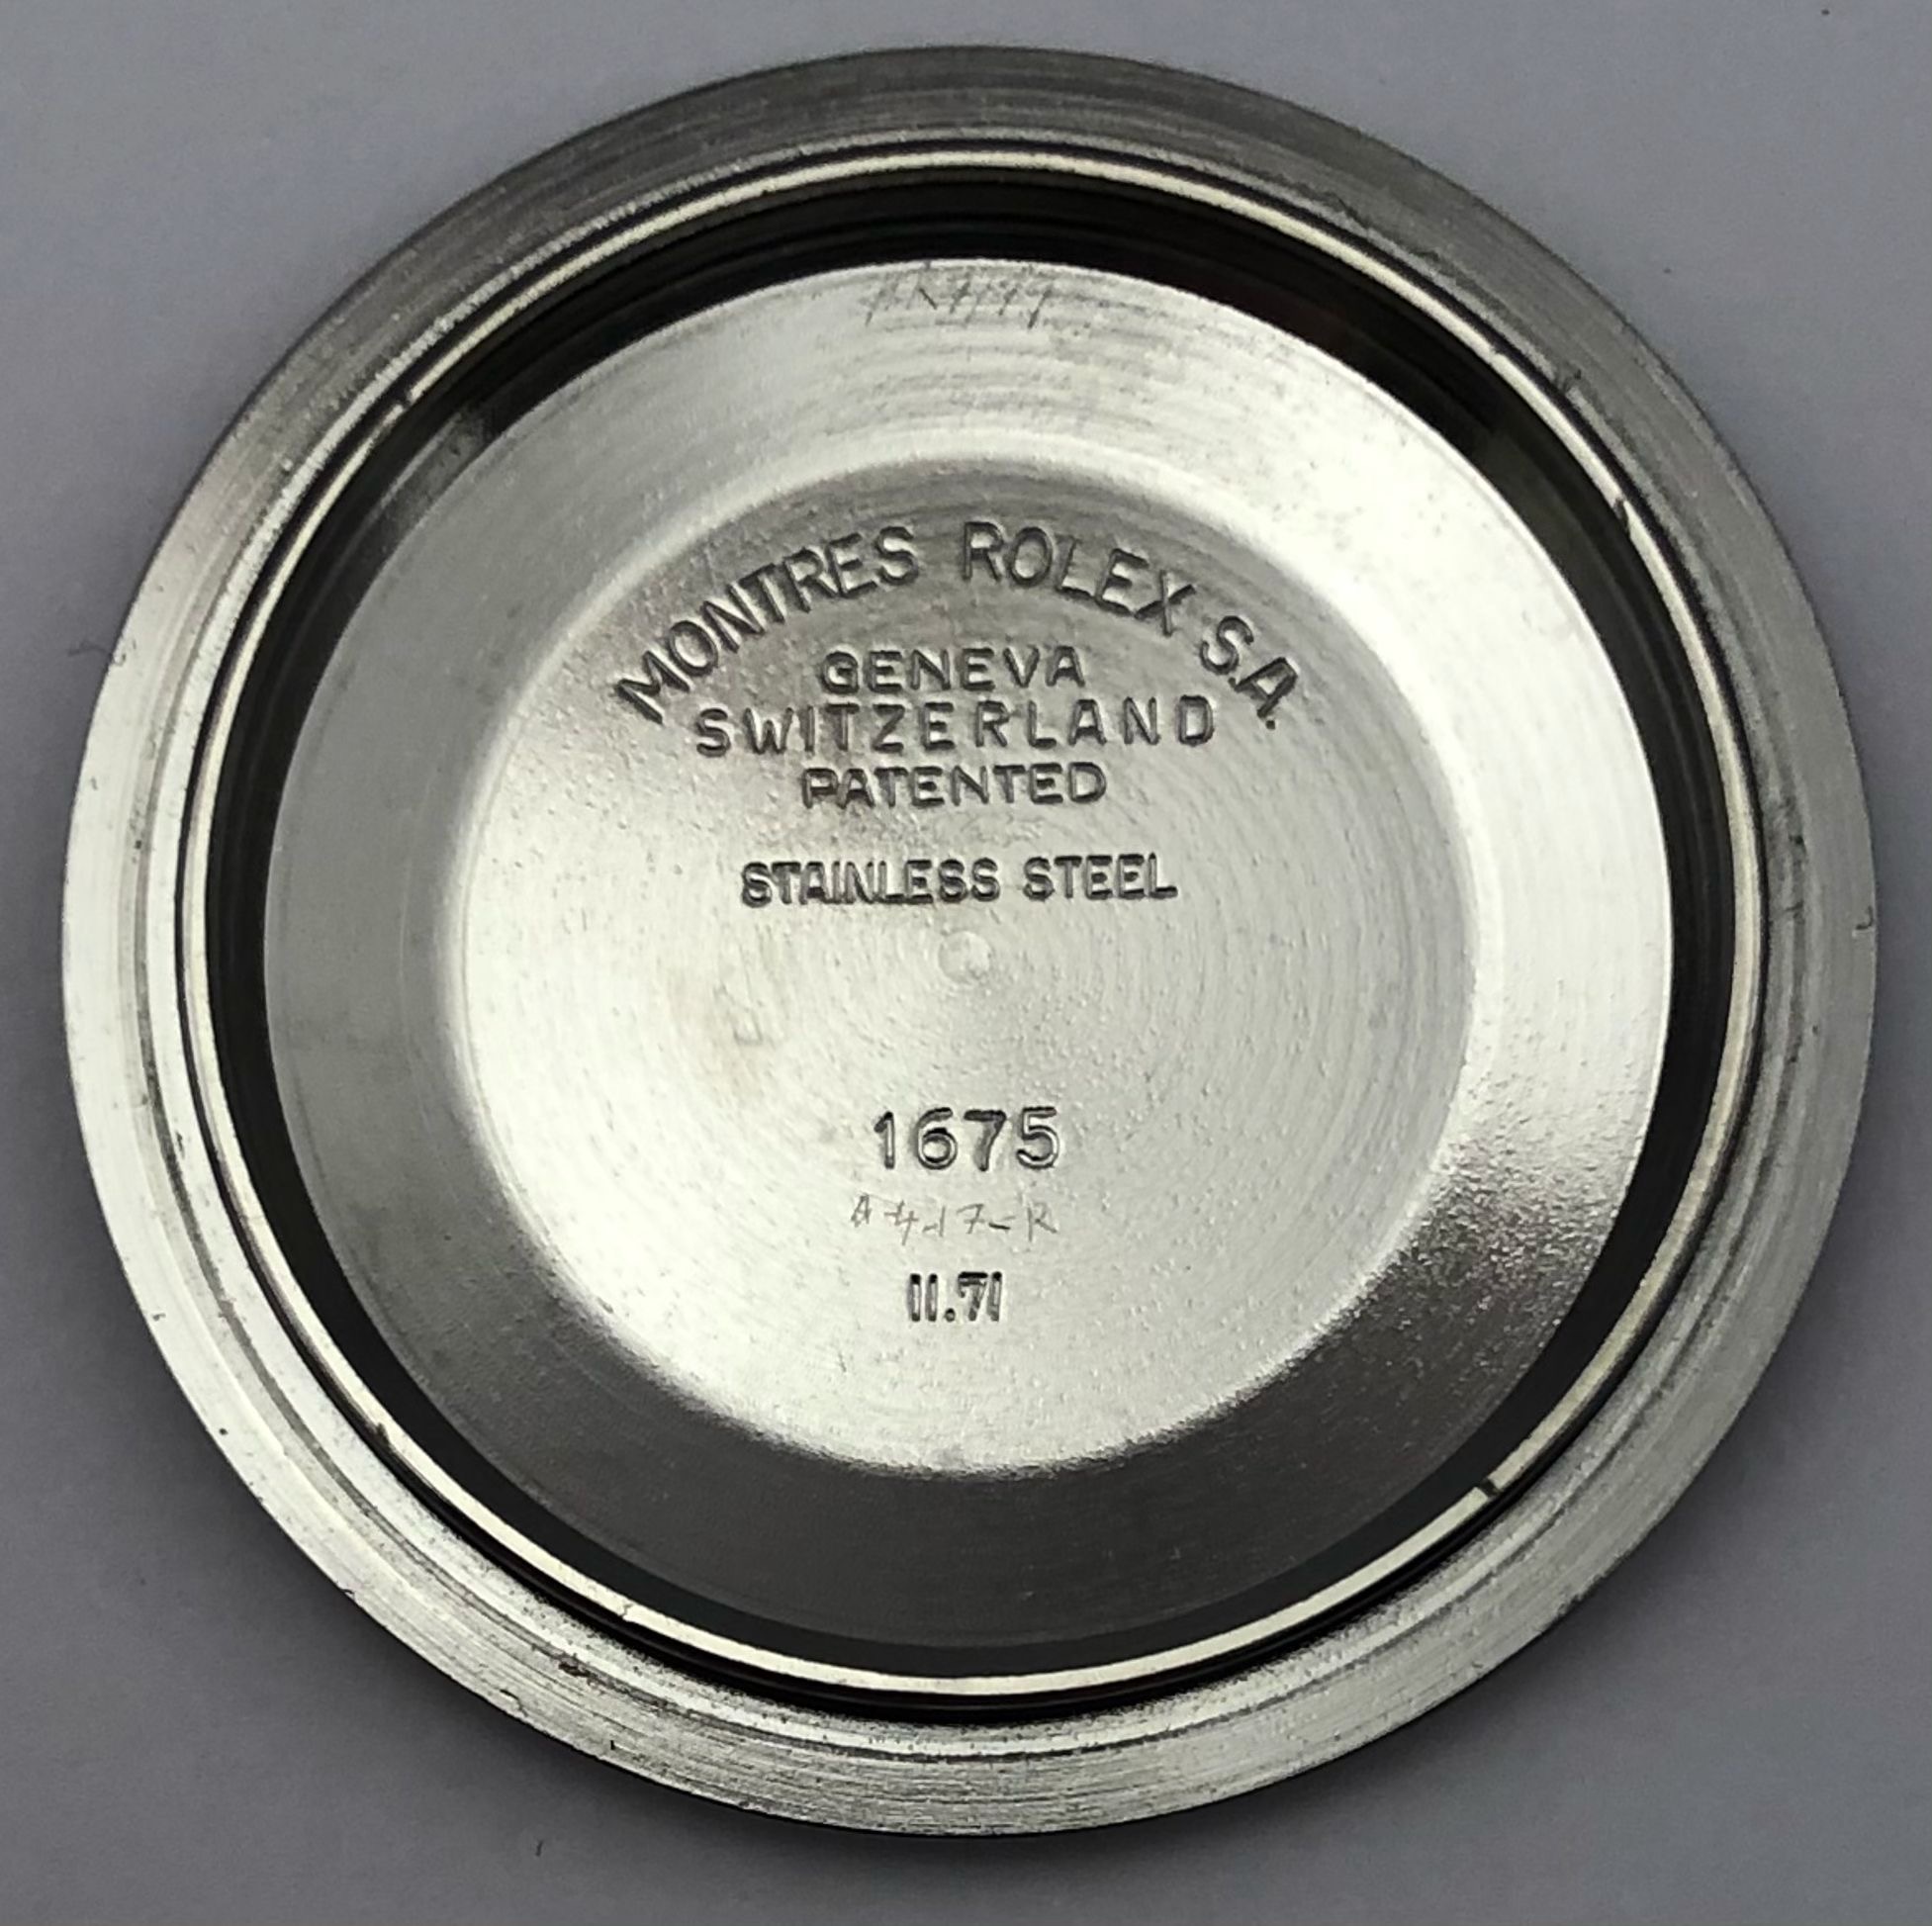 MONTRES ROLEX S.A.
GENEVA
SWITZERLAND
PATENTED
STAINLESS STEEL
1675
II.71